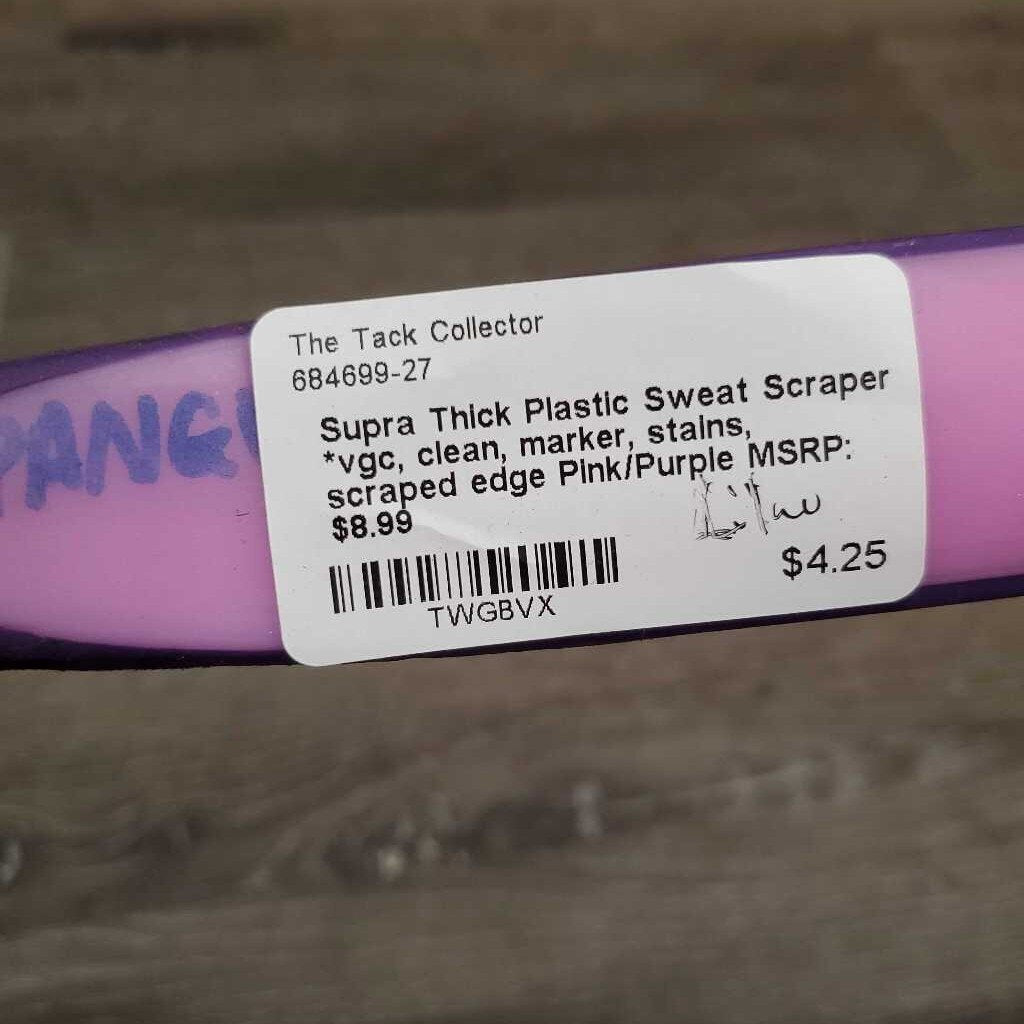 The Tack Collector
684699-27
Supra Thick Plastic Sweat Scraper
*vgc, clean, marker, stains,
scraped edge Pink/Purple MSRP:
$8.99
$4.25
TWGBVX